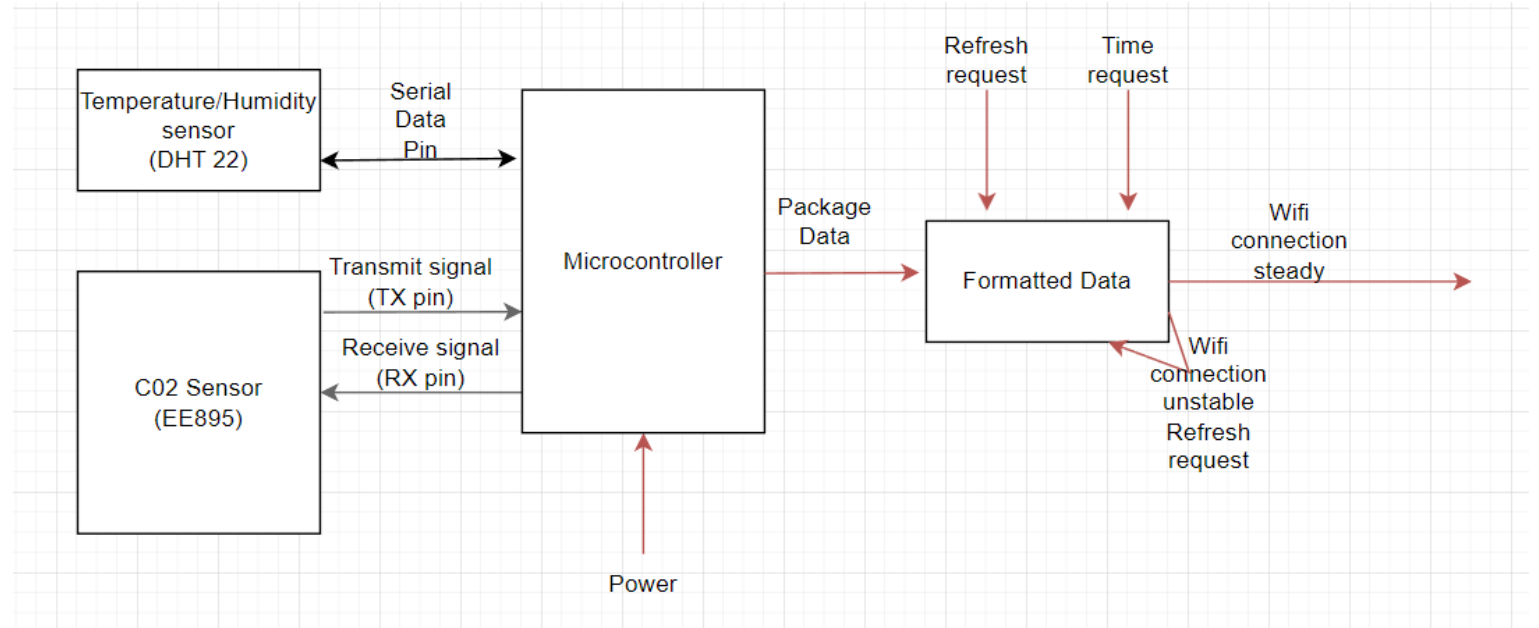 Temperature/Humidity
sensor
(DHT 22)
Serial
Data
Pin
Transmit signal
(TX pin)
Receive signal
(RX pin)
C02 Sensor
(EE895)
Microcontroller
Power
Package
Data
Refresh
request
Time
request
Formatted Data
Wifi
connection
steady
Wifi
connection
unstable
Refresh
request